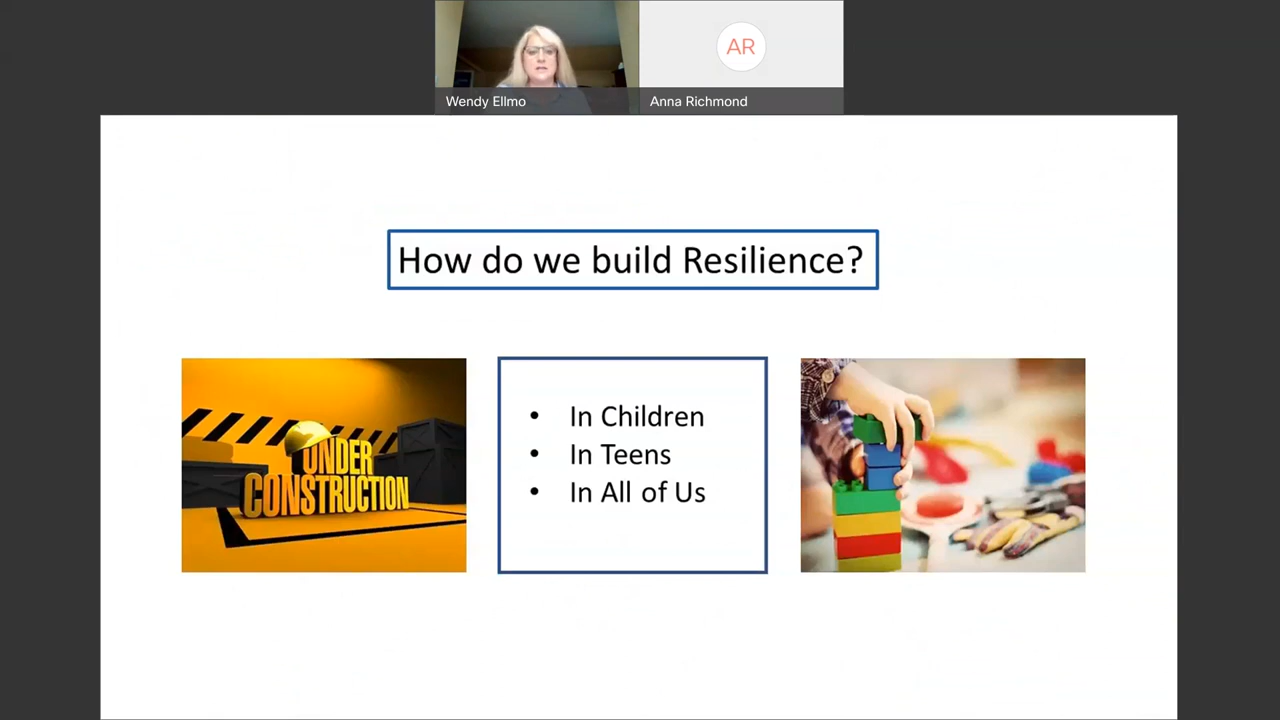 Wendy Ellmo
AR
Anna Richmond
How do we build Resilience?
UNDER
CONSTRUCTION
• In Children
• In Teens
• In All of Us